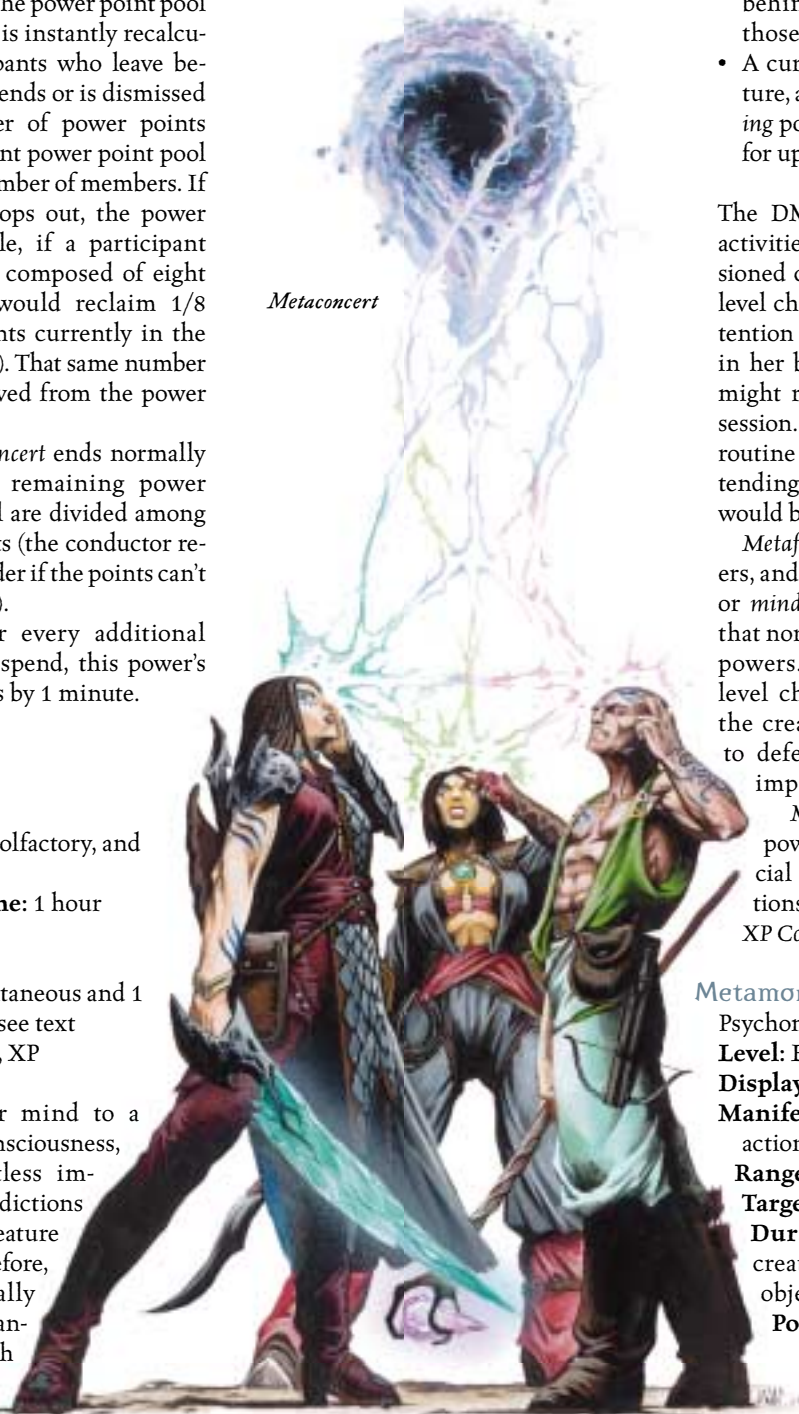 he power point pool
is instantly recalcu-
pants who leave be-
ends or is dismissed
er of power points
nt power point pool
mber of members. If
ops out, the power
le, if a participant
composed of eight
would reclaim 1/8
nts currently in the
). That same number
ved from the power
ncert ends normally
remaining power
l are divided among
ts (the conductor re-
der if the points can't
).
r every additional
spend, this power's
s by 1 minute.
olfactory, and
ne: 1 hour
taneous and 1
see text
, XP
r mind to a
nsciousness,
tless im-
dictions
eature
efore,
ally
an-
h
Metaconcert
behin
those
• A cur
ture, a
ing po
for up
The DM
activitie
sioned o
level ch
tention
in her b
might r
session.
routine
tending
would b
Metaf
ers, and
or mind
that non
powers.
level ch
the crea
to defe
imp
M
pow
cial
tions
XP Co
Metamor
Psychon
Level: E
Display
Manife
action
Range
Targe
Dur
creat
obje
Po